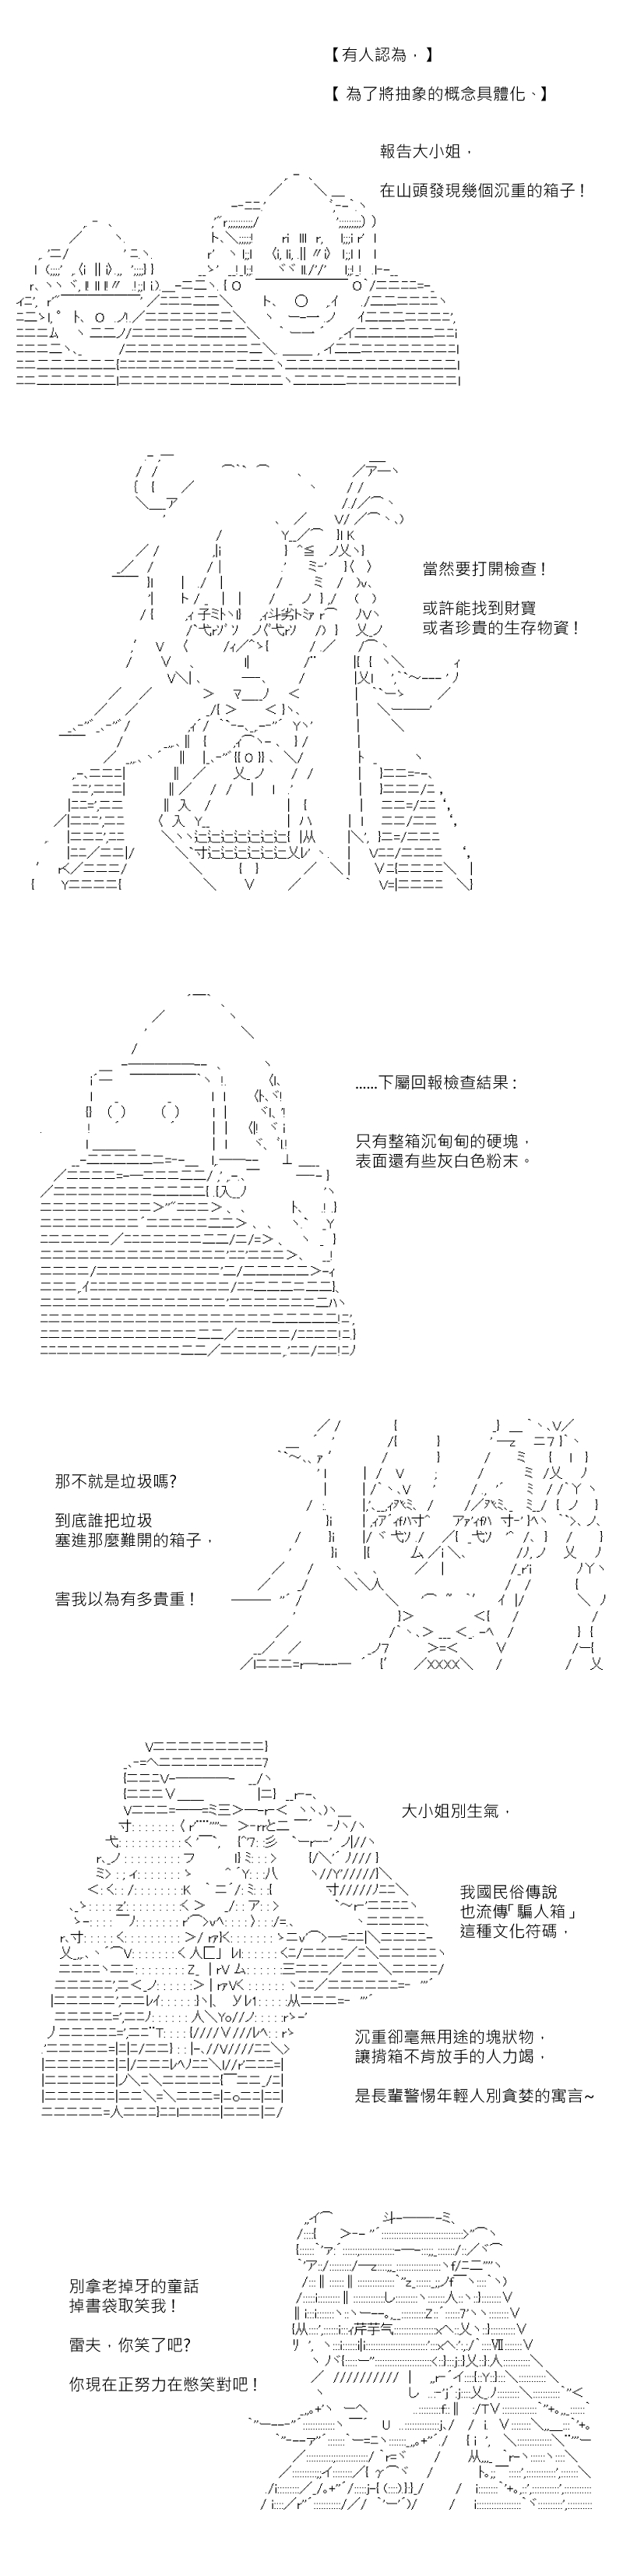 【有人認為，】
【 為了將抽象的概念具體化、】
報告大小姐，
在山頭發現幾個沉重的箱子！
當然要打開檢查！
或許能找到財寶
或者珍貴的生存物資！
......下屬回報檢查結果：
只有整箱沉甸甸的硬塊，
表面還有些灰白色粉末。
那不就是垃圾嗎?
到底誰把垃圾
塞進那麼難開的箱子，
害我以為有多貴重！
大小姐別生氣，
我國民俗傳說
也流傳「騙人箱」
這種文化符碼，
沉重卻毫無用途的塊狀物，
讓揹箱不肯放手的人力竭，
是長輩警惕年輕人別貪婪的寓言~
別拿老掉牙的童話
掉書袋取笑我！
雷夫，你笑了吧?
你現在正努力在憋笑對吧！